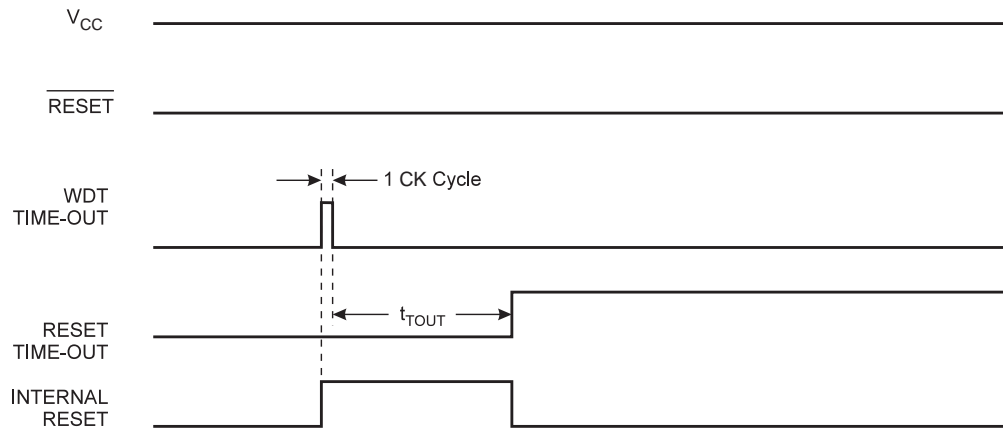 VCC
RESET
1 CK Cycle
WDT
TIME-OUT
tTOUT
RESET
TIME-OUT
INTERNAL
RESET